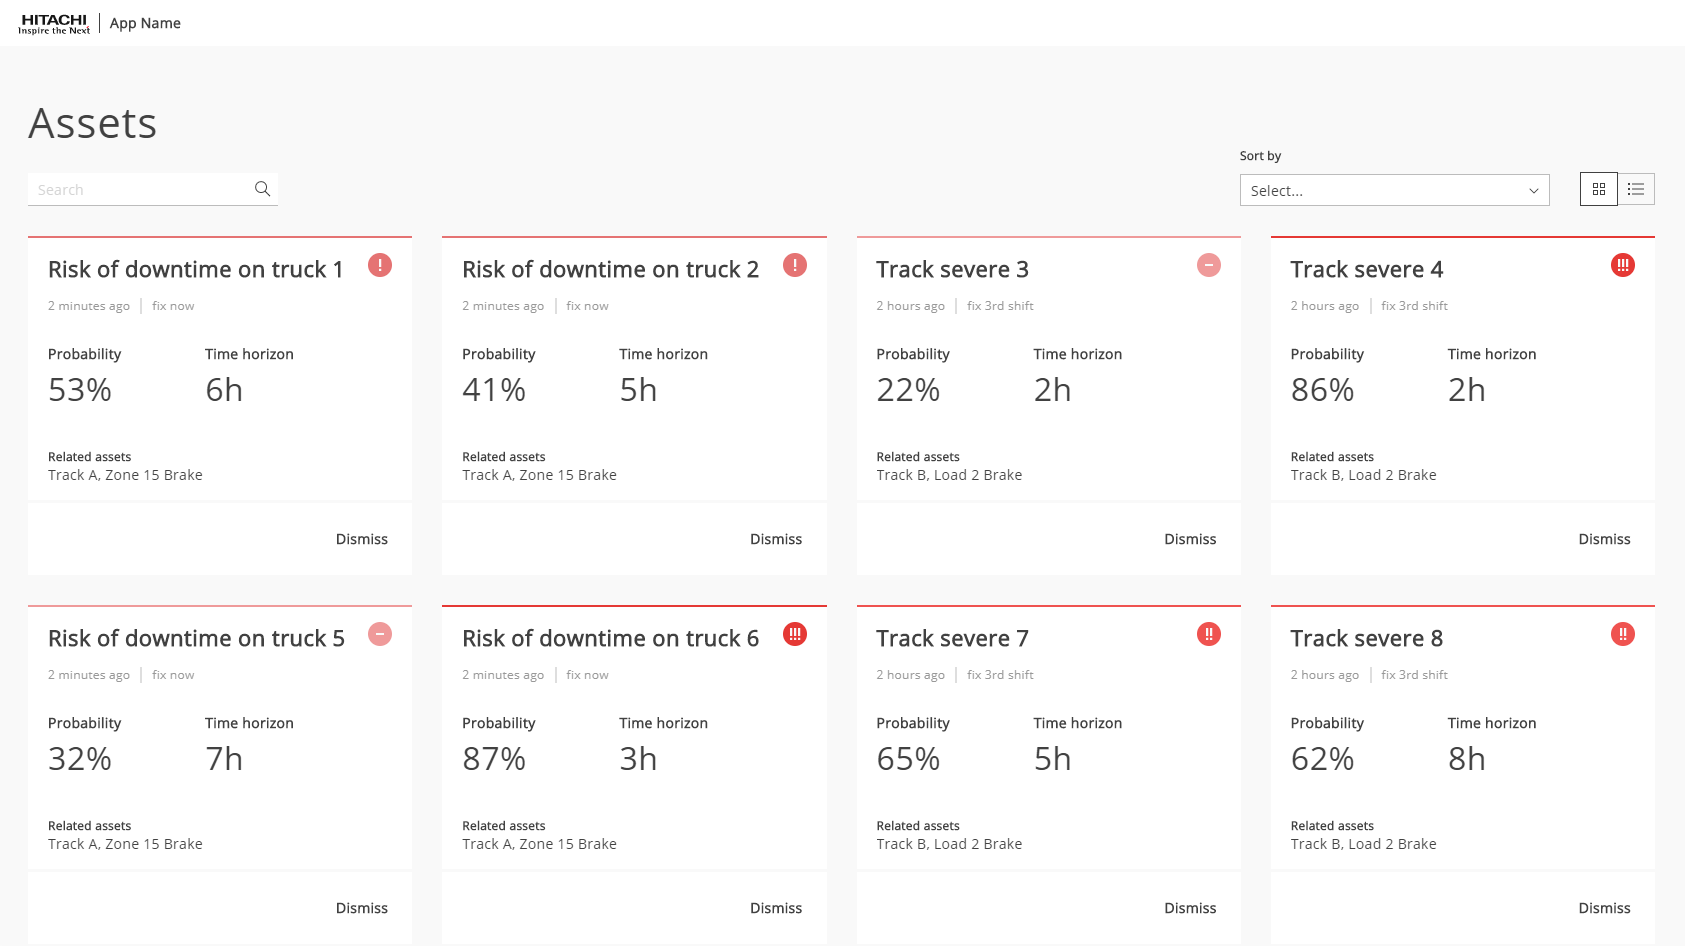 HITACHI
Inspire the Next
App Name
Assets
Sort by
Search
Select...
Risk of downtime on truck 1
2 minutes ago | fix now
Probability Time horizon
53% 6h
Related assets
Track A, Zone 15 Brake
Dismiss
Risk of downtime on truck 2
2 minutes ago | fix now
Probability Time horizon
41% 5h
Related assets
Track A, Zone 15 Brake
Dismiss
Track severe 3
2 hours ago | fix 3rd shift
Probability Time horizon
22% 2h
Related assets
Track B, Load 2 Brake
Dismiss
Track severe 4
2 hours ago | fix 3rd shift
Probability Time horizon
86% 2h
Related assets
Track B, Load 2 Brake
Dismiss
Risk of downtime on truck 5
2 minutes ago | fix now
Probability Time horizon
32% 7h
Related assets
Track A, Zone 15 Brake
Dismiss
Risk of downtime on truck 6
2 minutes ago | fix now
Probability Time horizon
87% 3h
Related assets
Track A, Zone 15 Brake
Dismiss
Track severe 7
2 hours ago | fix 3rd shift
Probability Time horizon
65% 5h
Related assets
Track B, Load 2 Brake
Dismiss
Track severe 8
2 hours ago | fix 3rd shift
Probability Time horizon
62% 8h
Related assets
Track B, Load 2 Brake
Dismiss